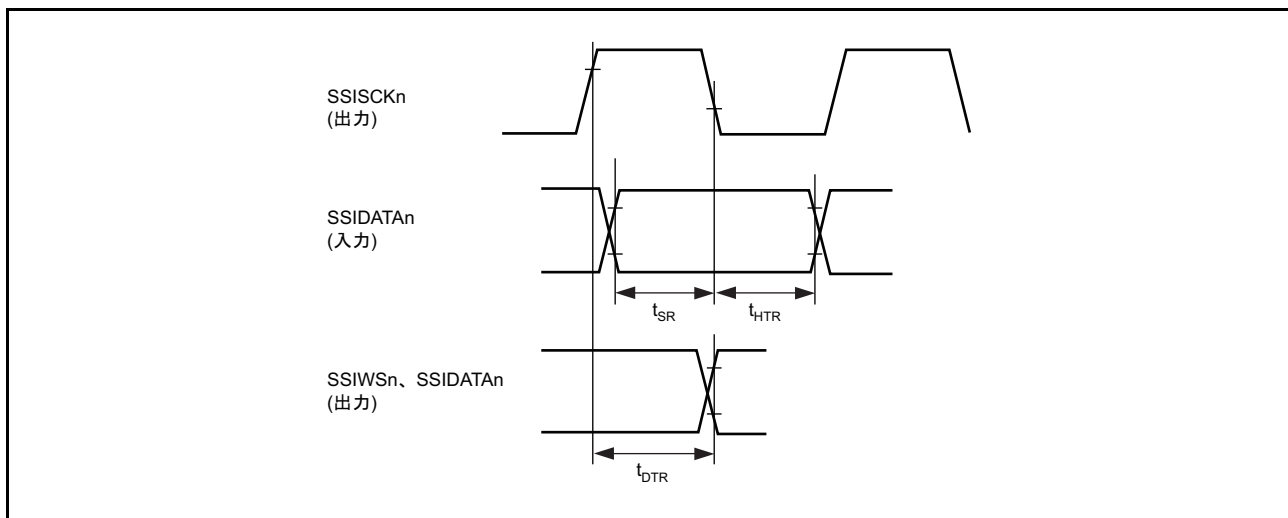 SSISCKn
(出力)
SSIDATAn
(入力)
tSR
tHTR
SSIWSn、SSIDATAn
(出力)
tDTR